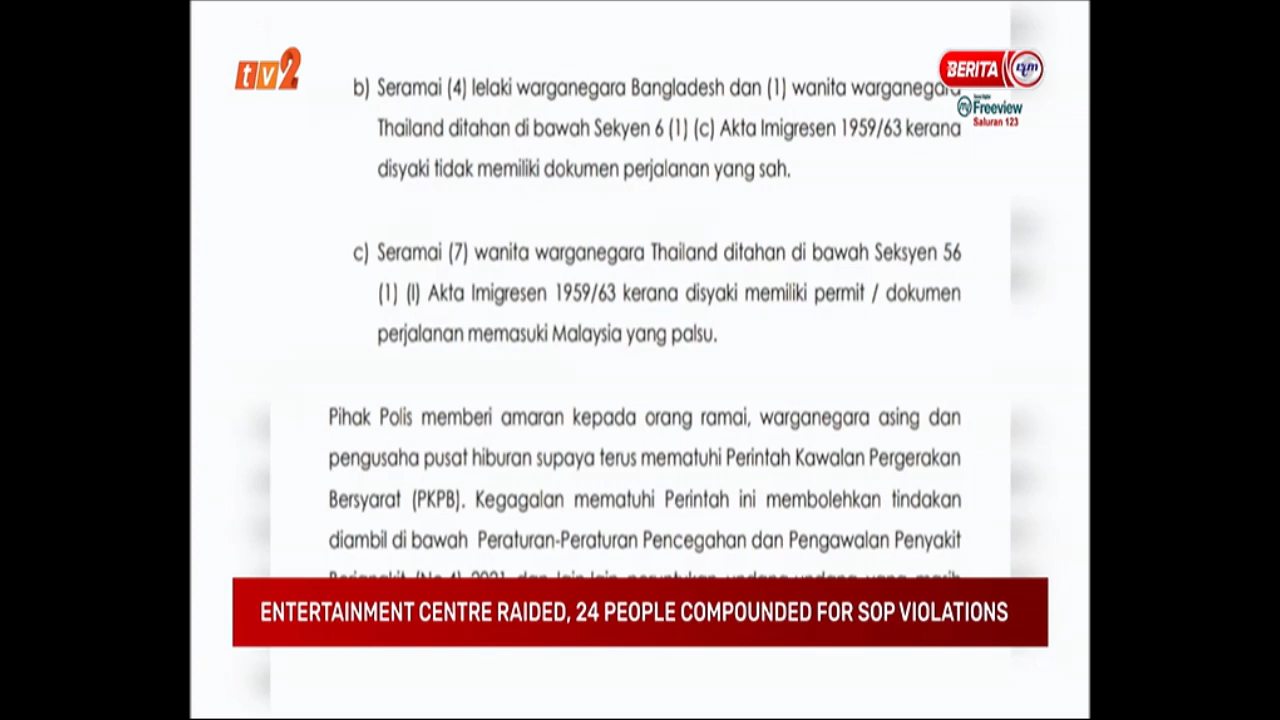 tv2
BERITA rtm
Freeview
Saluran 123
b) Seramai (4) lelaki warganegara Bangladesh dan (1) wanita warganegara
Thailand ditahan di bawah Sekyen 6 (1) (c) Akta Imigresen 1959/63 kerana
disyaki tidak memiliki dokumen perjalanan yang sah.
c) Seramai (7) wanita warganegara Thailand ditahan di bawah Seksyen 56
(1) (l) Akta Imigresen 1959/63 kerana disyaki memiliki permit / dokumen
perjalanan memasuki Malaysia yang palsu.
Pihak Polis memberi amaran kepada orang ramai, warganegara asing dan
pengusaha pusat hiburan supaya terus mematuhi Perintah Kawalan Pergerakan
Bersyarat (PKPB). Kegagalan mematuhi Perintah ini membolehkan tindakan
diambil di bawah Peraturan-Peraturan Pencegahan dan Pengawalan Penyakit
ENTERTAINMENT CENTRE RAIDED, 24 PEOPLE COMPOUNDED FOR SOP VIOLATIONS